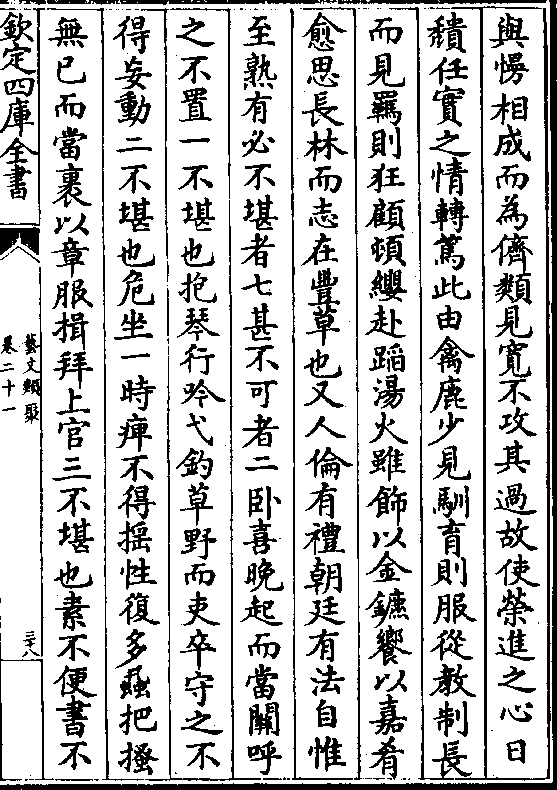 與慢相成而為儕類見寛不攻其過故使榮進之心日
穨任實之情轉篤此由禽鹿少見馴育則服從教制長
而見羈則狂顧頓纓赴蹈湯火雖飾以金鑣饗以嘉肴
愈思長林而志在豐草也又人倫有禮朝廷有法自惟
至熟有必不堪者七甚不可者二卧喜晚起而當關呼
之不置一不堪也抱琴行吟弋釣草野而吏卒守之不
得妄動二不堪也危坐一時痺不得揺性復多蝨把搔
無已而當裹以章服揖拜上官三不堪也素不便書不
欽定四庫全書
藝文類聚
卷二十一
三十八